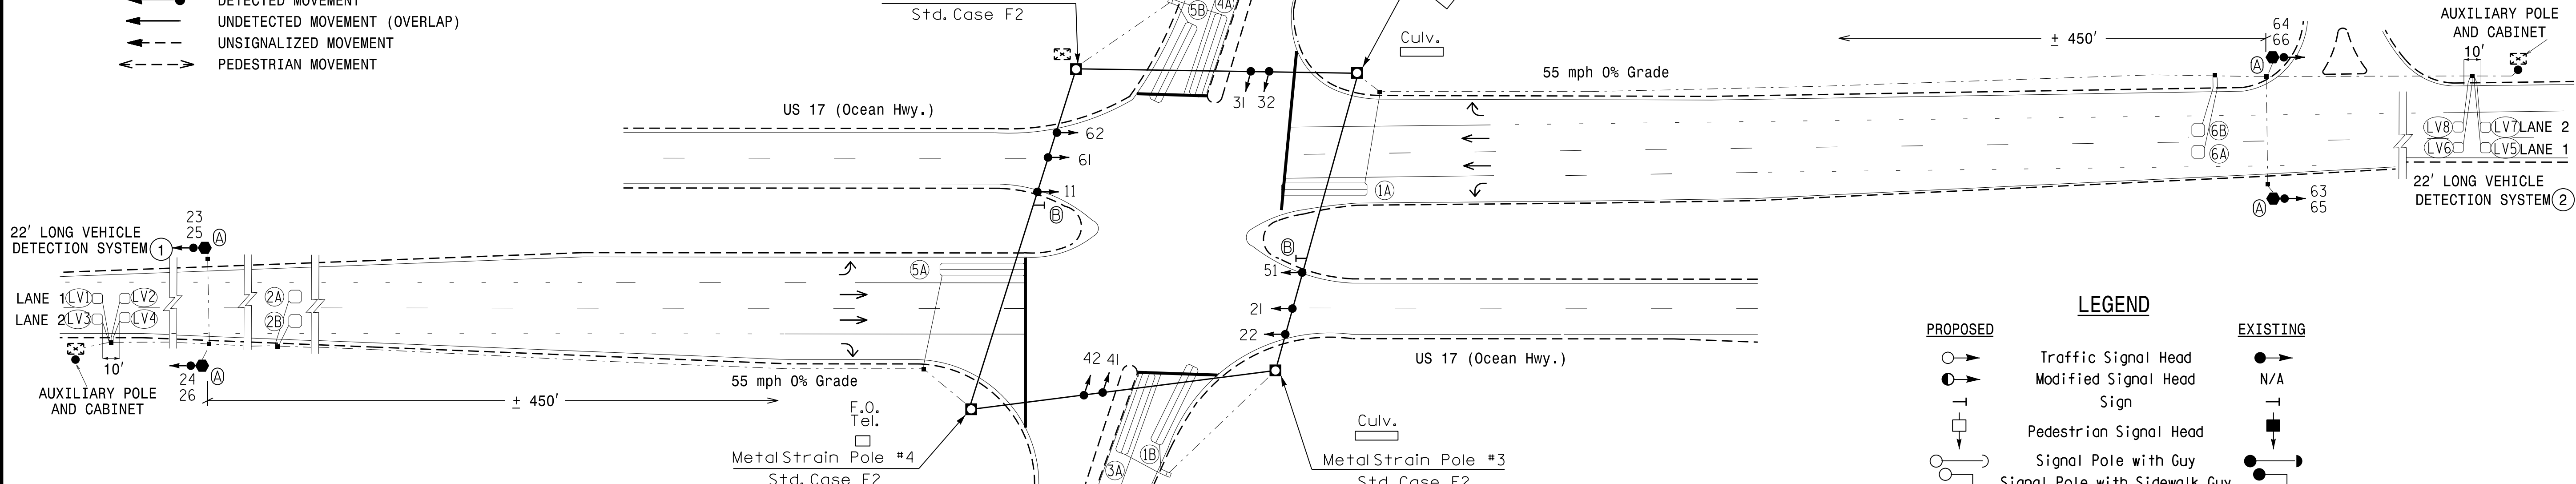 DETECTED MOVEMENT
UNDETECTED MOVEMENT (OVERLAP)
UNSIGNALIZED MOVEMENT
PEDESTRIAN MOVEMENT
Std. Case F2
5B
4A
Culv.
± 450'
64
66
A
AUXILIARY POLE
AND CABINET
10'
55 mph 0% Grade
31 32
US 17 (Ocean Hwy.)
62
61
11
B
6B
6A
1A
LV8
LV7
LANE 2
LV6
LV5
LANE 1
22' LONG VEHICLE
DETECTION SYSTEM 2
63
65
A
23
25
A
22' LONG VEHICLE
DETECTION SYSTEM 1
5A
B
51
21
22
LANE 1
LV1
LV2
LANE 2
LV3
LV4
2A
2B
10'
24
26
A
AUXILIARY POLE
AND CABINET
± 450'
55 mph 0% Grade
42 41
US 17 (Ocean Hwy.)
F.O.
Tel.
Culv.
3A
1B
Metal Strain Pole #4
Std. Case F2
Metal Strain Pole #3
Std. Case F2
LEGEND
PROPOSED
EXISTING
Traffic Signal Head
Modified Signal Head
N/A
Sign
Pedestrian Signal Head
Signal Pole with Guy
Signal Pole with Sidewalk Guy